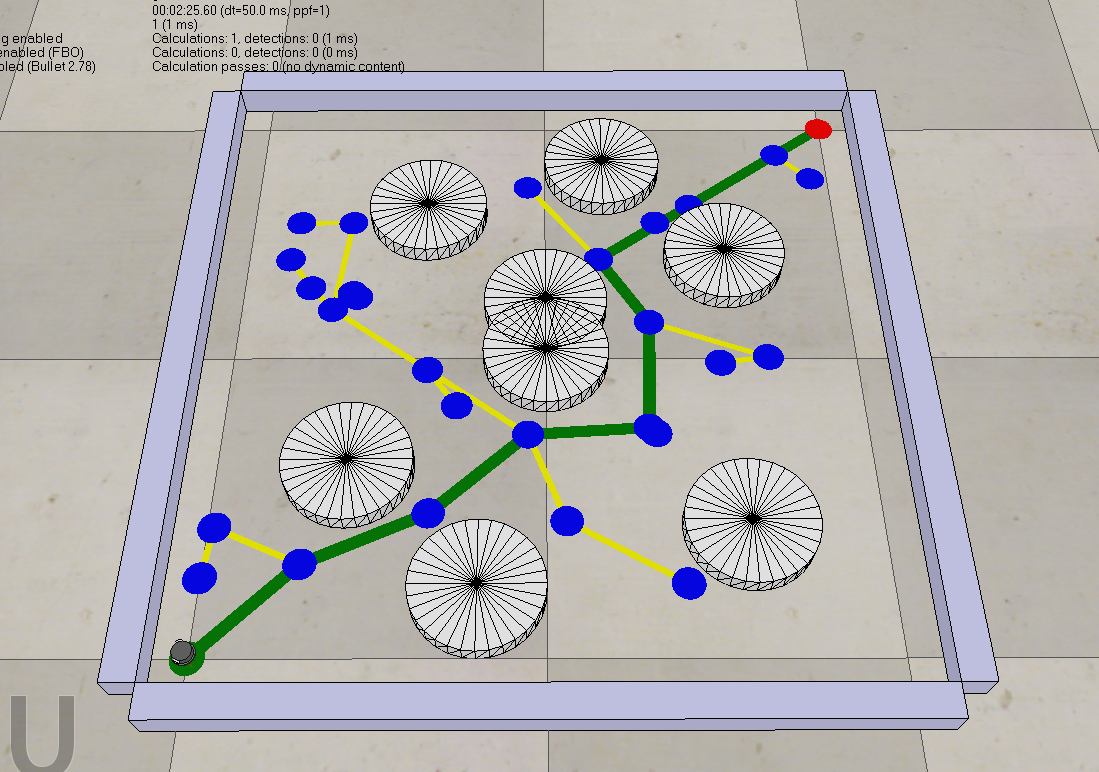 00:02:25.60 (dt=50.0 ms, ppf=1)
1 (1 ms)
g enabled
Calculations: 1, detections: 0 (1 ms)
enabled (FBO)
Calculations: 0, detections: 0 (0 ms)
bled (Bullet 2.78)
Calculation passes: 0 (no dynamic content)
U